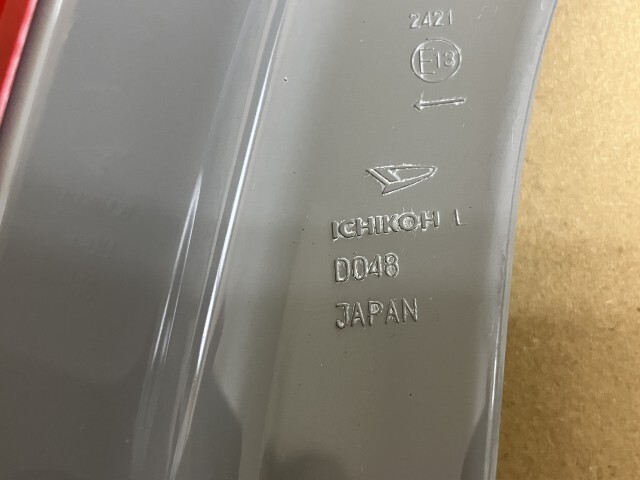 2421
E13
ICHIKOH L
D048
JAPAN